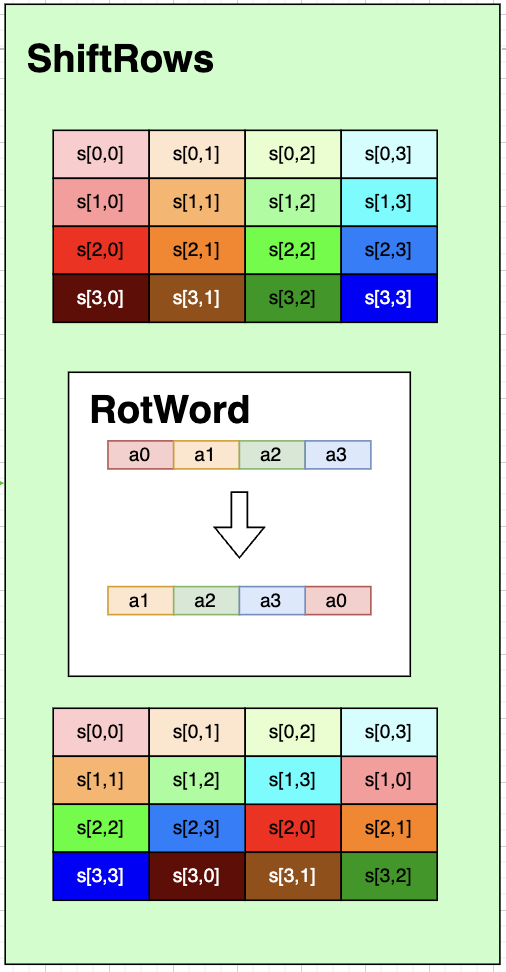 ShiftRows
s[0,0] s[0,1] s[0,2] s[0,3]
s[1,0] s[1,1] s[1,2] s[1,3]
s[2,0] s[2,1] s[2,2] s[2,3]
s[3,0] s[3,1] s[3,2] s[3,3]
RotWord
a0 a1 a2 a3
a1 a2 a3 a0
s[0,0] s[0,1] s[0,2] s[0,3]
s[1,1] s[1,2] s[1,3] s[1,0]
s[2,2] s[2,3] s[2,0] s[2,1]
s[3,3] s[3,0] s[3,1] s[3,2]